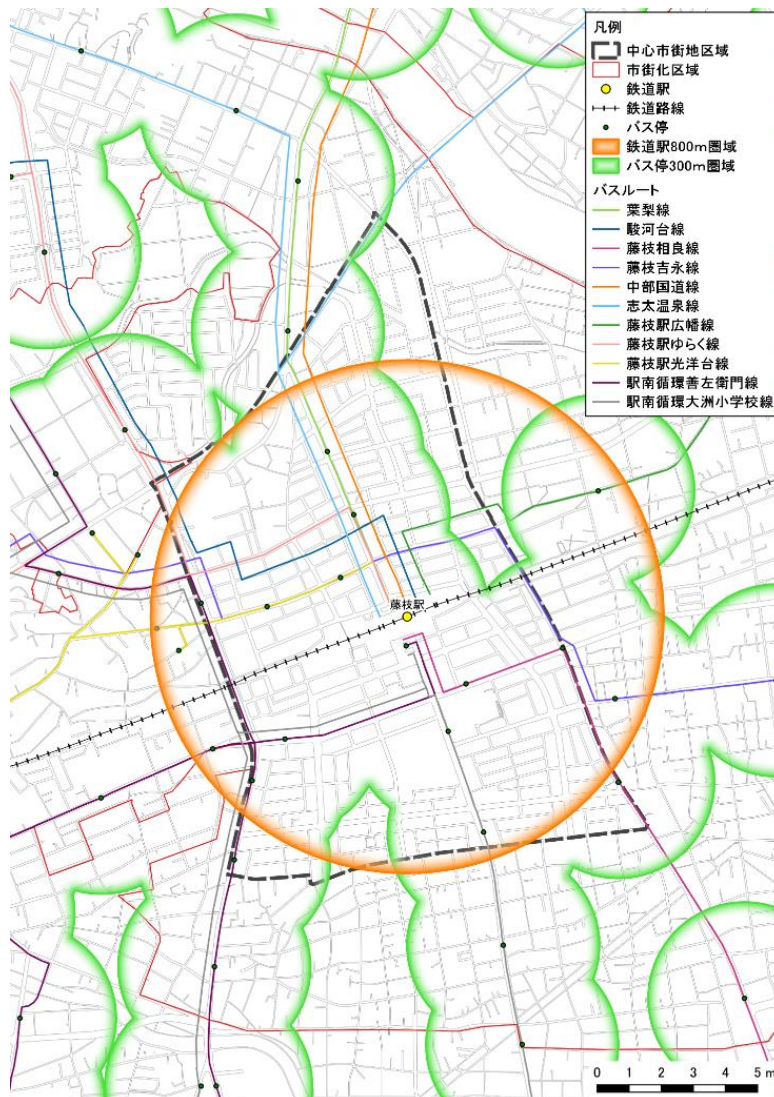 凡例
中心市街地区域
市街化区域
鉄道駅
鉄道路線
バス停
鉄道駅800m圏域
バス停300m圏域
バスルート
葉梨線
駿河台線
藤枝相良線
藤枝吉永線
中部国道線
志太温泉線
藤枝駅広幡線
藤枝駅ゆらく線
藤枝駅光洋台線
駅南循環善左衛門線
駅南循環大洲小学校線
藤枝駅
0 1 2 3 4 5 m